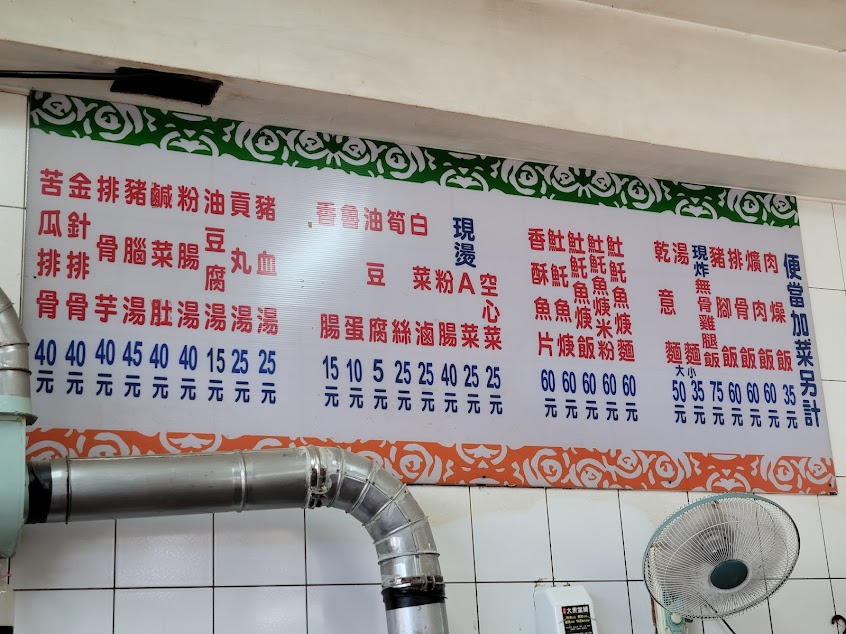 便當加菜另計
肉燥飯35元
爌肉飯60元
排骨飯60元
豬腳飯60元
現炸無骨雞腿飯75元
湯麵小35元
乾意麵大50元
𩵚魠魚焿麵60元
𩵚魠魚焿米粉60元
𩵚魠魚焿飯60元
𩵚魠魚焿60元
香酥魚片60元
現燙
空心菜25元
A菜25元
粉腸40元
白菜滷25元
筍絲25元
油豆腐5元
魯蛋10元
香腸15元
豬血湯25元
貢丸湯25元
油豆腐湯15元
粉腸湯40元
鹹菜肚40元
豬腦湯45元
排骨芋40元
金針排骨40元
苦瓜排骨40元